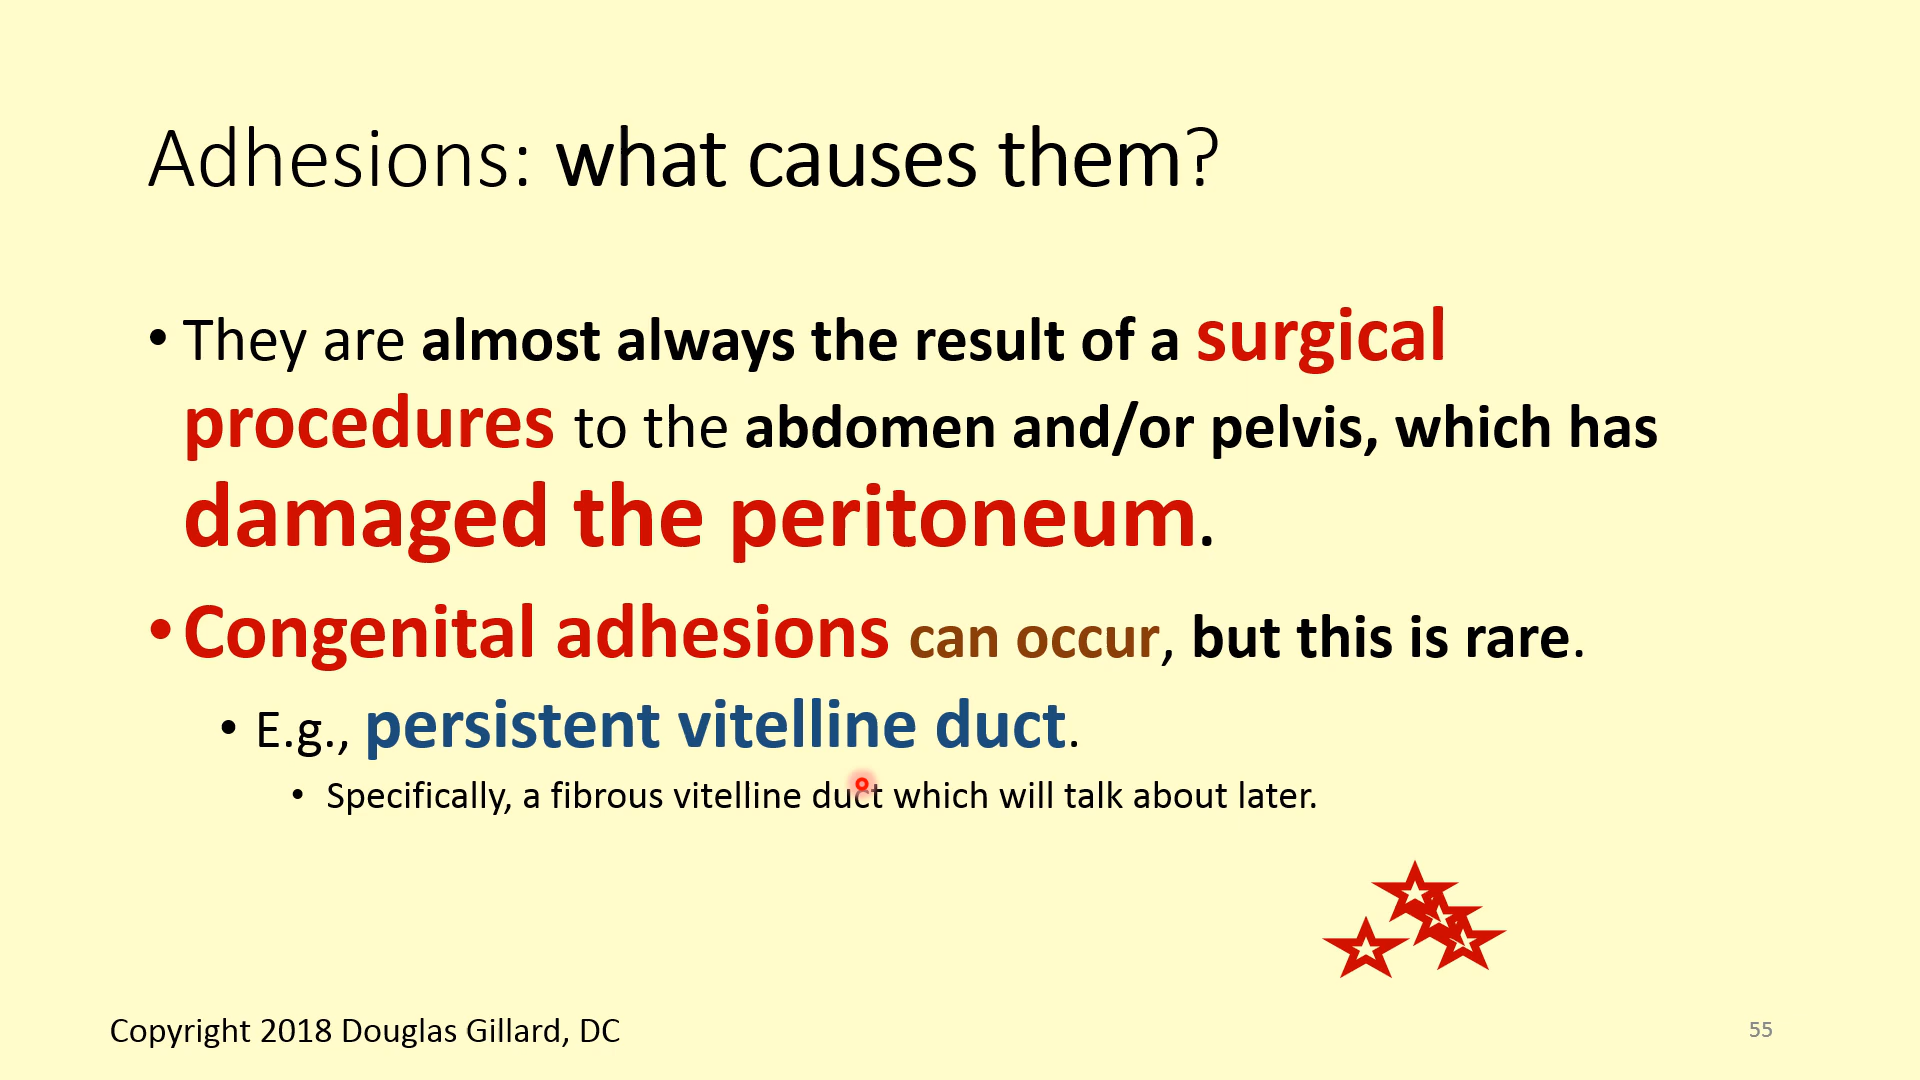 Adhesions: what causes them?
• They are almost always the result of a surgical
procedures to the abdomen and/or pelvis, which has
damaged the peritoneum.
• Congenital adhesions can occur, but this is rare.
• E.g., persistent vitelline duct.
• Specifically, a fibrous vitelline duct which will talk about later.
Copyright 2018 Douglas Gillard, DC
55